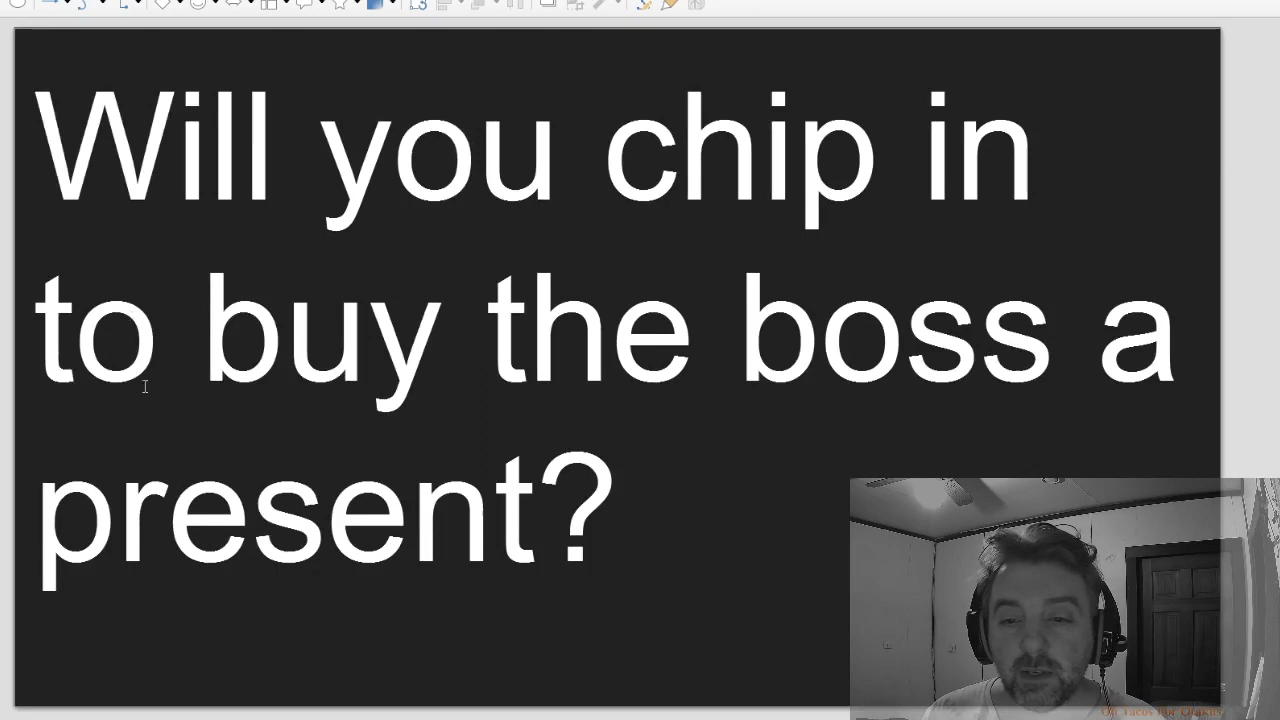 Will you chip in
to buy the boss a
present?